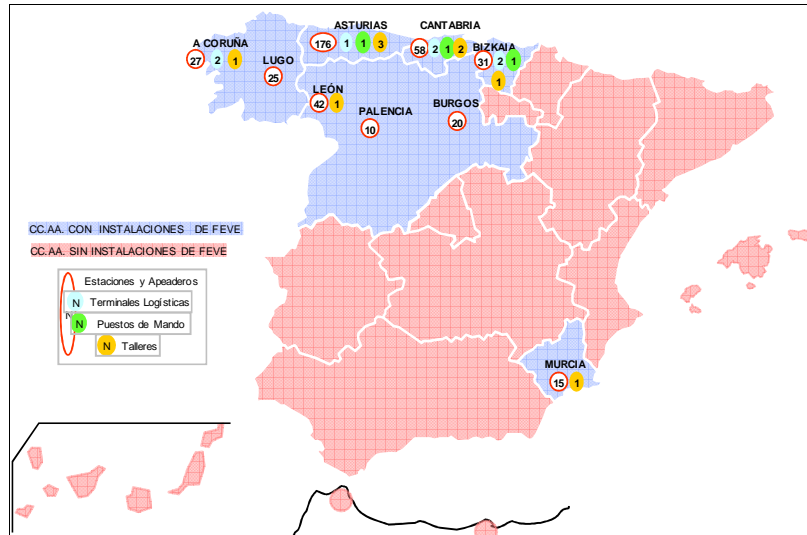 ASTURIAS
CANTABRIA
176 1 1 3
58 2 1 2
A CORUÑA
27 2 1
BIZKAIA
31 2 1
1
LUGO
25
LEÓN
42 1
PALENCIA
10
BURGOS
20
CC.AA. CON INSTALACIONES DE FEVE
CC.AA. SIN INSTALACIONES DE FEVE
Estaciones y Apeaderos
N Terminales Logísticas
N
N Puestos de Mando
N Talleres
MURCIA
15 1